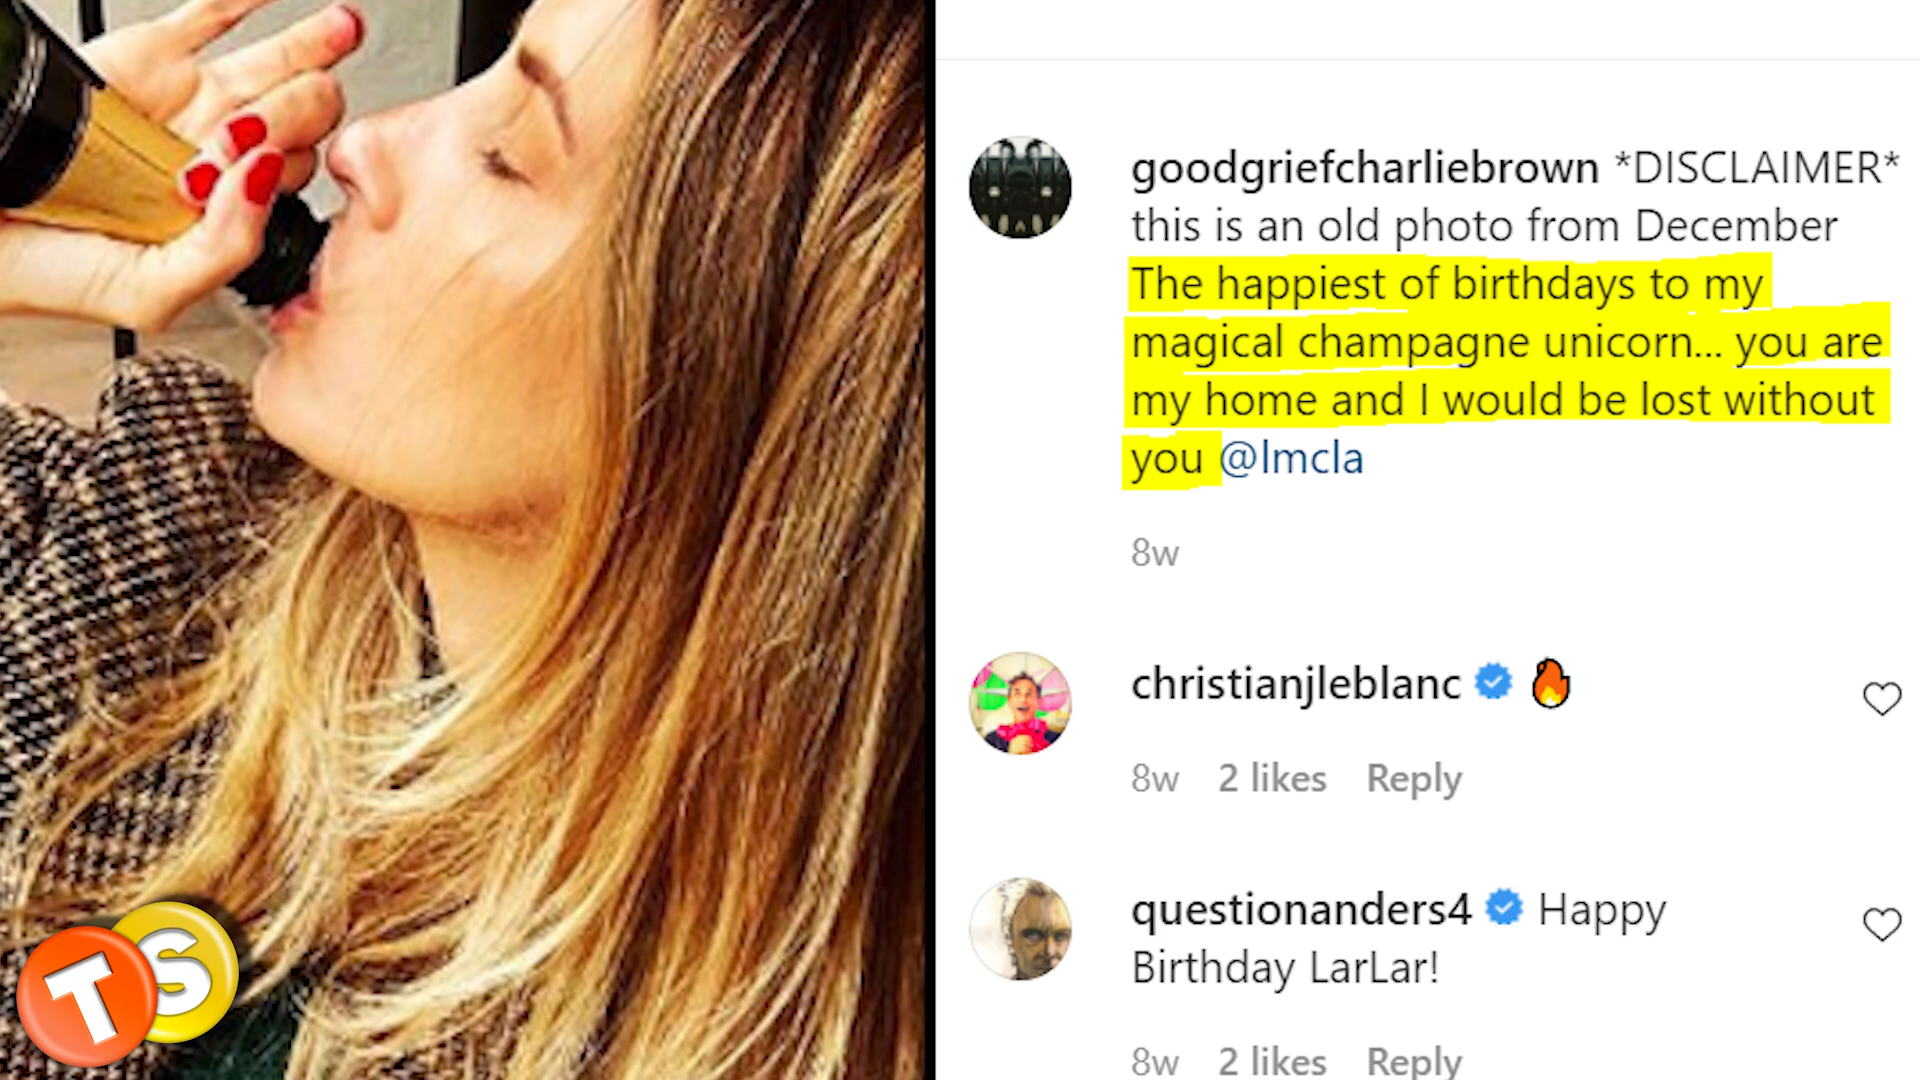 goodgriefcharliebrown *DISCLAIMER*
this is an old photo from December
The happiest of birthdays to my
magical champagne unicorn... you are
my home and I would be lost without
you @lmcla
8w
christianjleblanc 🔥
8w 2 likes Reply
questionanders4 Happy
Birthday LarLar!
8w 2 likes Reply
TS